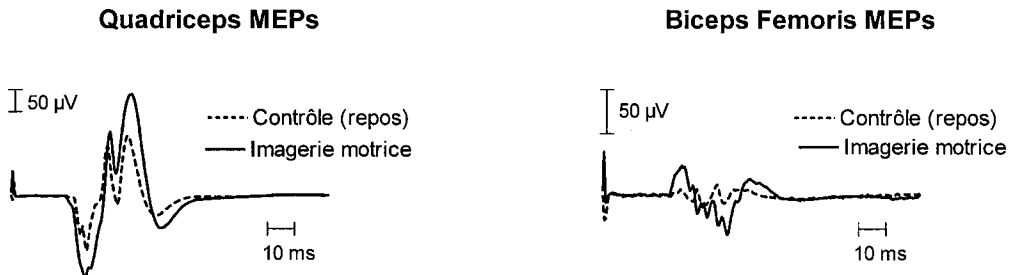 Quadriceps MEPs
50 µV
Contrôle (repos)
Imagerie motrice
10 ms
Biceps Femoris MEPs
50 µV
Contrôle (repos)
Imagerie motrice
10 ms